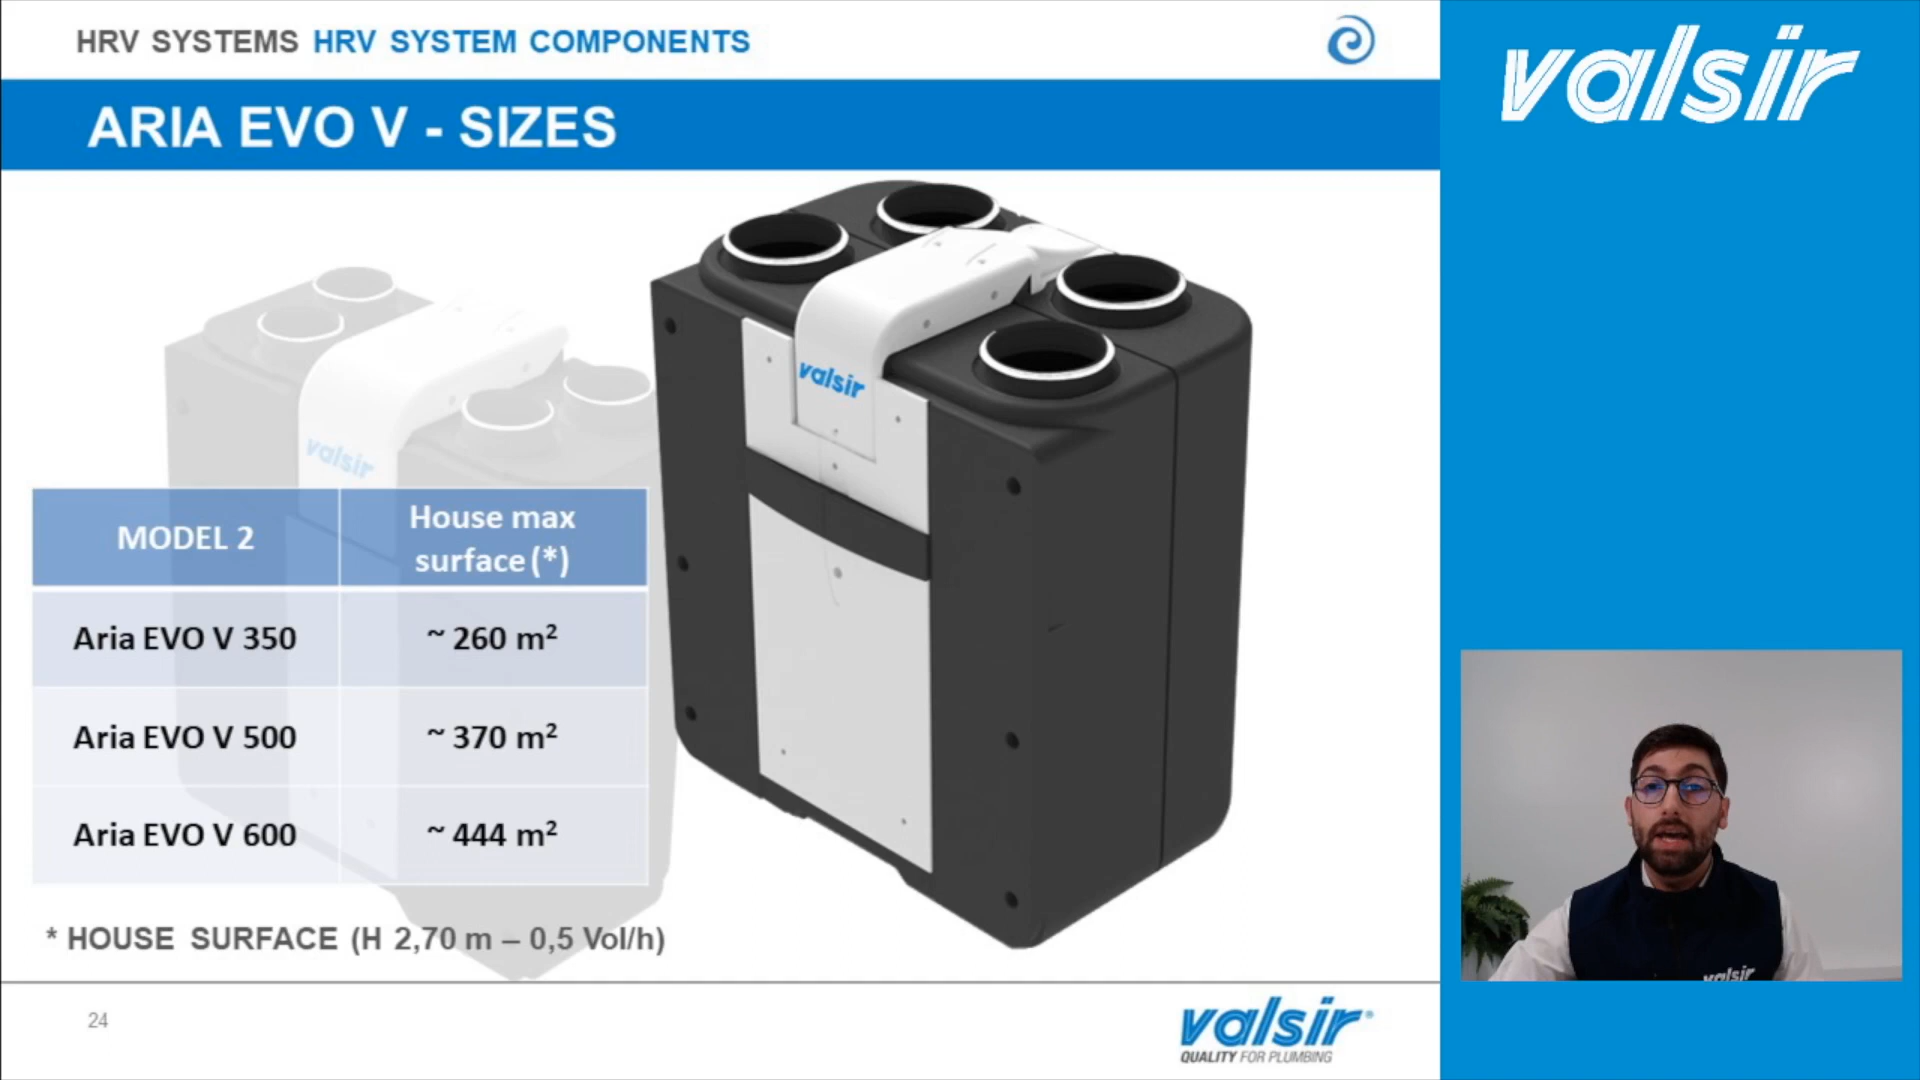 HRV SYSTEMS HRV SYSTEM COMPONENTS
valsir
ARIA EVO V - SIZES
valsir
valsir
MODEL 2
House max
surface (*)
Aria EVO V 350
~ 260 m²
Aria EVO V 500
~ 370 m²
Aria EVO V 600
~ 444 m²
* HOUSE SURFACE (H 2,70 m – 0,5 Vol/h)
valsir
24
valsir®
QUALITY FOR PLUMBING